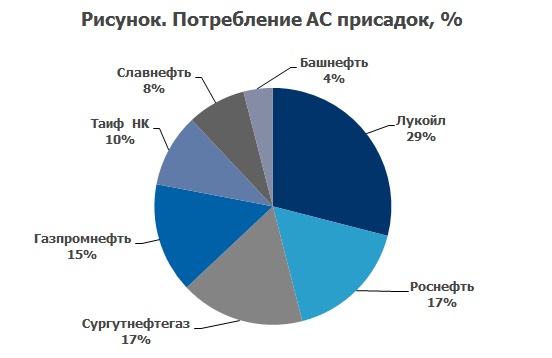 Рисунок. Потребление АС присадок, %
Башнефть
4%
Славнефть
8%
Лукойл
29%
Таиф НК
10%
Газпромнефть
15%
Роснефть
17%
Сургутнефтегаз
17%